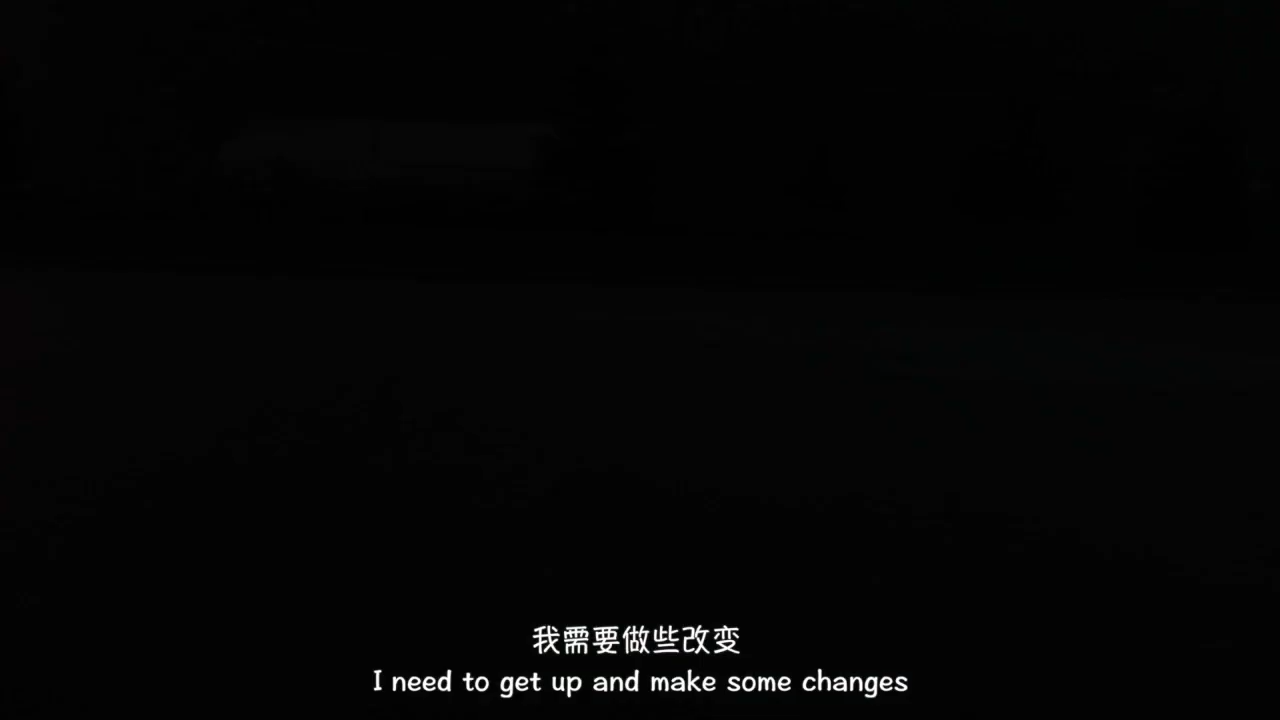 我需要做些改变
I need to get up and make some changes